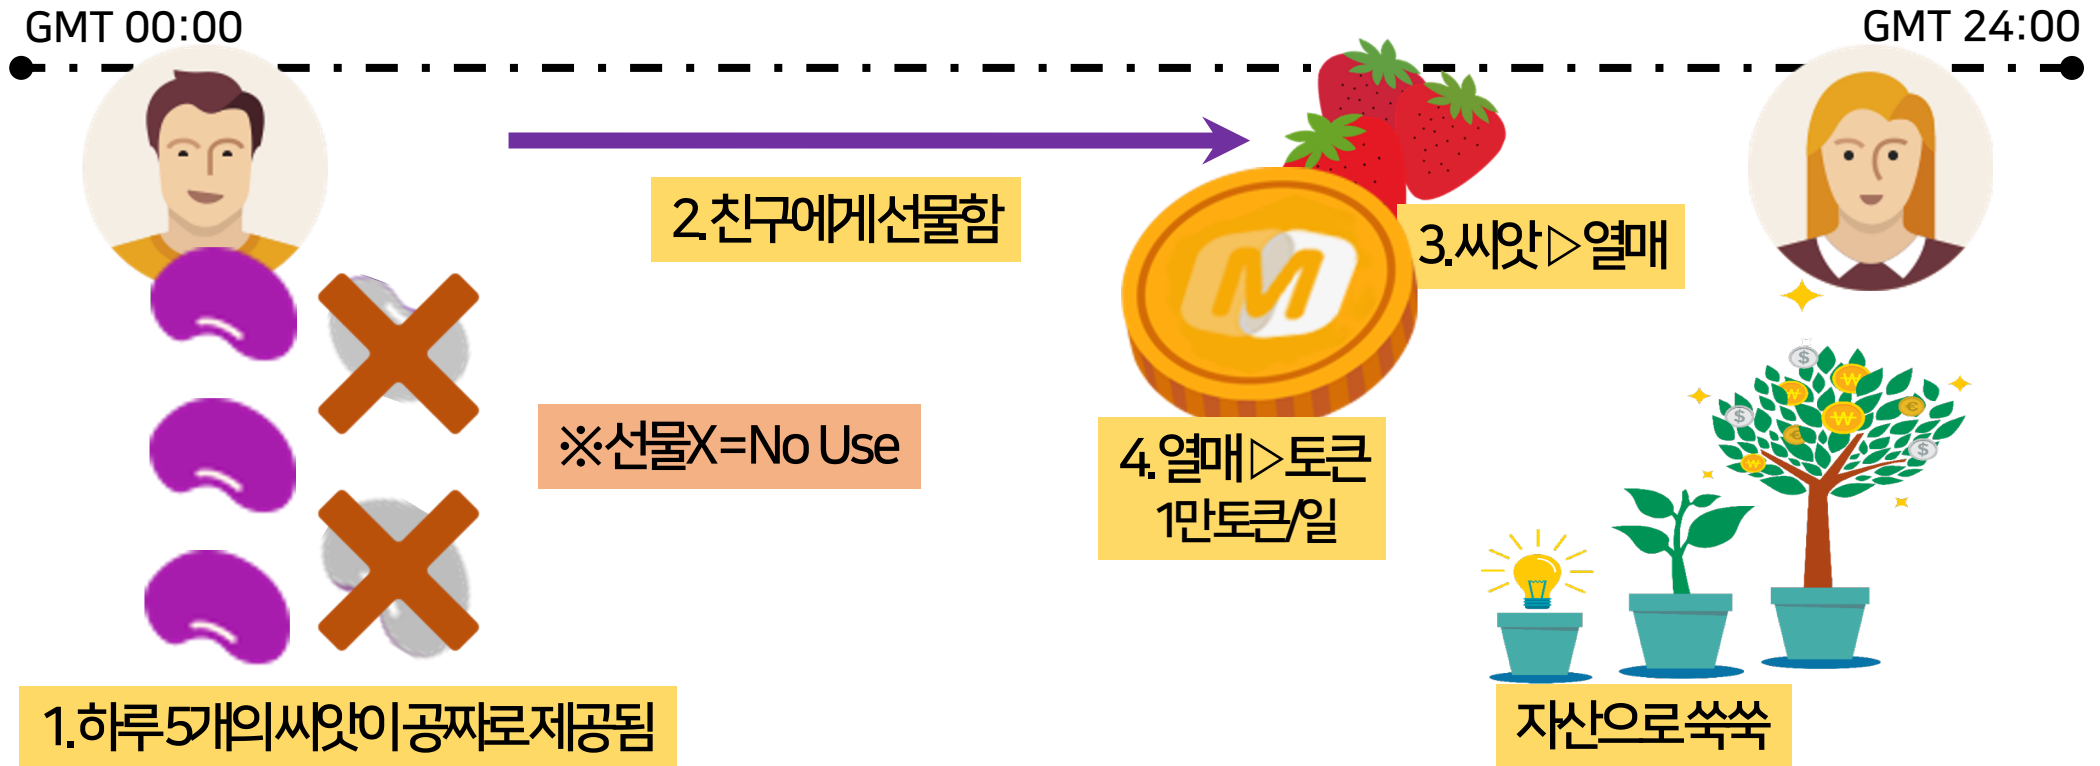 GMT 00:00
GMT 24:00
2. 친구에게 선물함
3. 씨앗 ▷ 열매
M
※ 선물X = No Use
4. 열매 ▷ 토큰
1만토큰/일
1. 하루 5개의 씨앗이 공짜로 제공됨
자산으로 쑥쑥